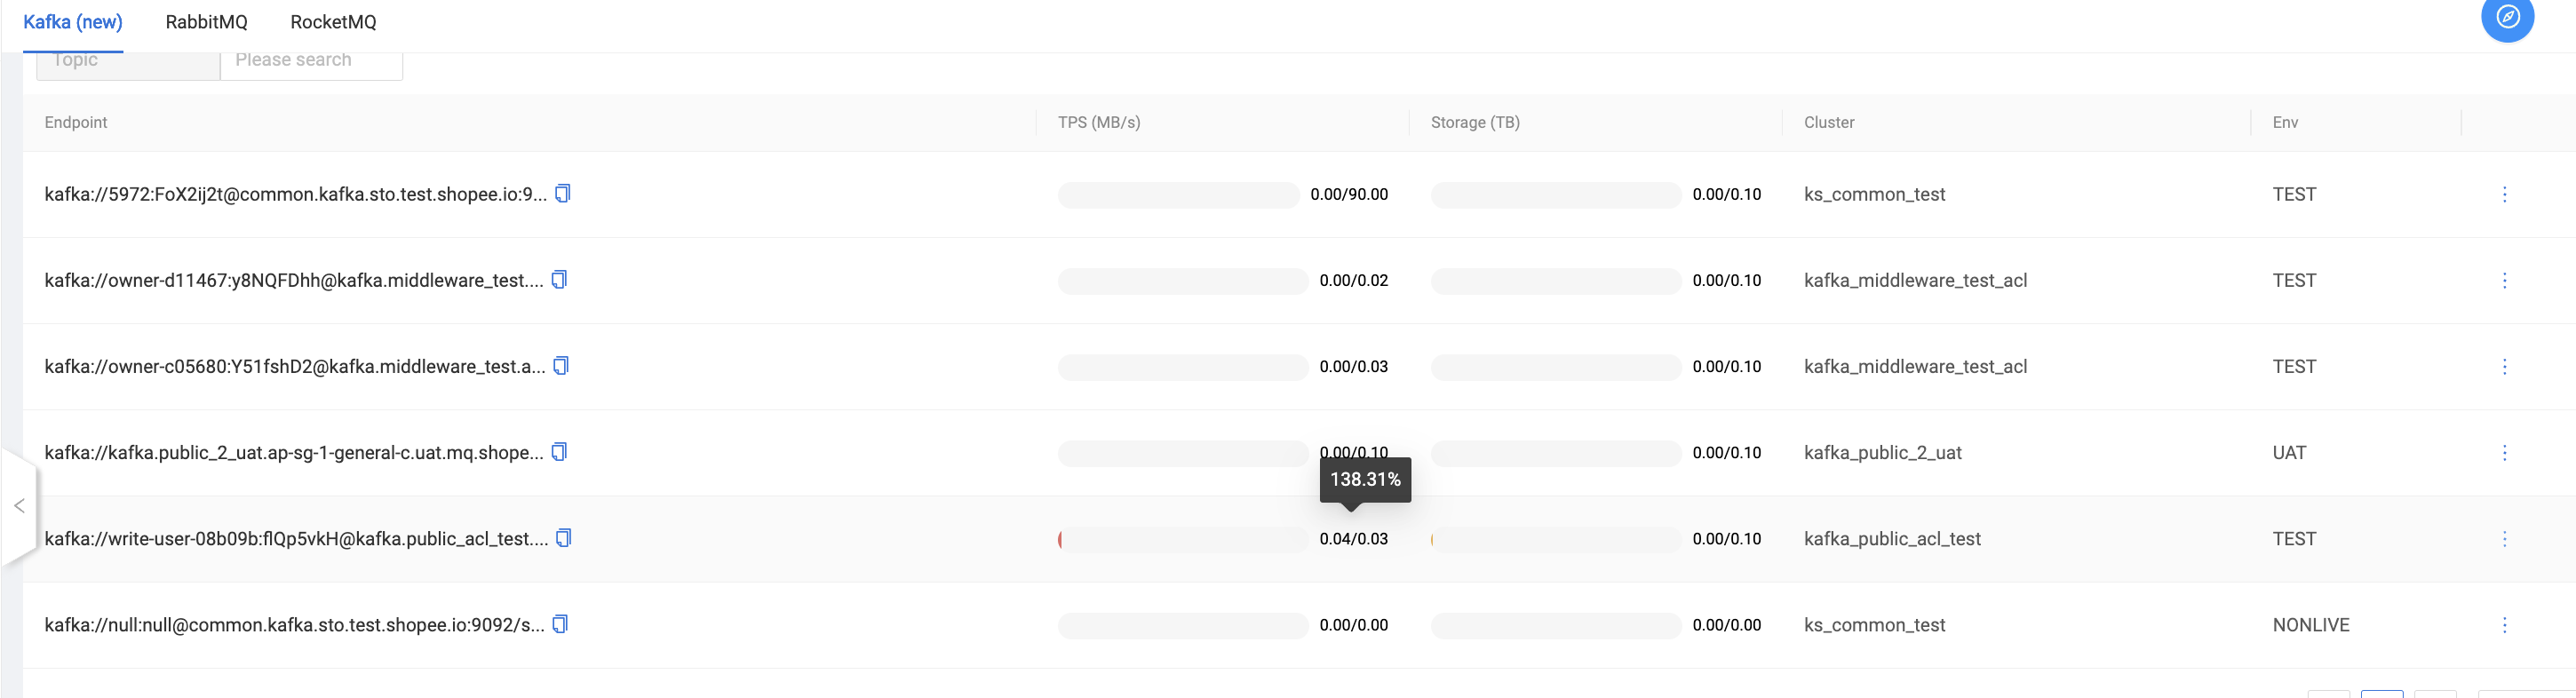 Kafka (new) RabbitMQ RocketMQ
Topic Please search
Endpoint TPS (MB/s) Storage (TB) Cluster Env
kafka://5972:FoX2ij2t@common.kafka.sto.test.shopee.io:9... 0.00/90.00 0.00/0.10 ks_common_test TEST
kafka://owner-d11467:y8NQFDhh@kafka.middleware_test.... 0.00/0.02 0.00/0.10 kafka_middleware_test_acl TEST
kafka://owner-c05680:Y51fshD2@kafka.middleware_test.a... 0.00/0.03 0.00/0.10 kafka_middleware_test_acl TEST
kafka://kafka.public_2_uat.ap-sg-1-general-c.uat.mq.shope... 0.00/0.10 0.00/0.10 kafka_public_2_uat UAT
138.31%
kafka://write-user-08b09b:flQp5vkH@kafka.public_acl_test.... 0.04/0.03 0.00/0.10 kafka_public_acl_test TEST
kafka://null:null@common.kafka.sto.test.shopee.io:9092/s... 0.00/0.00 0.00/0.00 ks_common_test NONLIVE